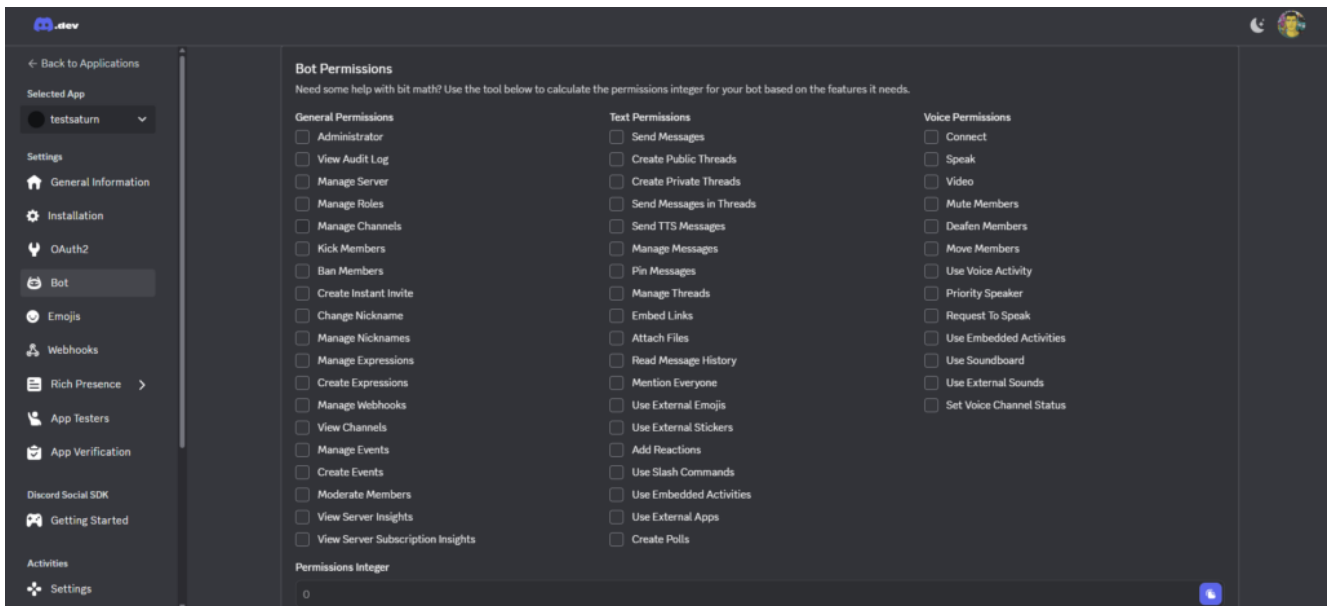 .dev
← Back to Applications
Selected App
testsaturn
Settings
General Information
Installation
OAuth2
Bot
Emojis
Webhooks
Rich Presence
App Testers
App Verification
Discord Social SDK
Getting Started
Activities
Settings
Bot Permissions
Need some help with bit math? Use the tool below to calculate the permissions integer for your bot based on the features it needs.
General Permissions
Administrator
View Audit Log
Manage Server
Manage Roles
Manage Channels
Kick Members
Ban Members
Create Instant Invite
Change Nickname
Manage Nicknames
Manage Expressions
Create Expressions
Manage Webhooks
View Channels
Manage Events
Create Events
Moderate Members
View Server Insights
View Server Subscription Insights
Text Permissions
Send Messages
Create Public Threads
Create Private Threads
Send Messages in Threads
Send TTS Messages
Manage Messages
Pin Messages
Manage Threads
Embed Links
Attach Files
Read Message History
Mention Everyone
Use External Emojis
Use External Stickers
Add Reactions
Use Slash Commands
Use Embedded Activities
Use External Apps
Create Polls
Voice Permissions
Connect
Speak
Video
Mute Members
Deafen Members
Move Members
Use Voice Activity
Priority Speaker
Request To Speak
Use Embedded Activities
Use Soundboard
Use External Sounds
Set Voice Channel Status
Permissions Integer
0